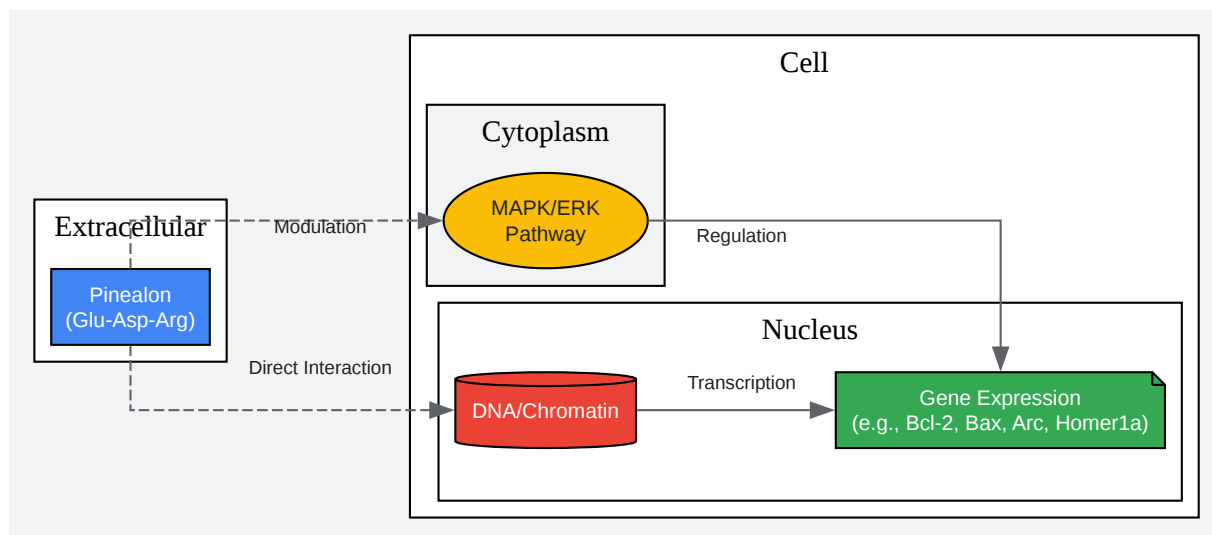 Cell
Cytoplasm
MAPK/ERK
Pathway
Extracellular
Modulation
Regulation
Pinealon
(Glu-Asp-Arg)
Nucleus
Direct Interaction
Transcription
DNA/Chromatin
Gene Expression
(e.g., Bcl-2, Bax, Arc, Homer1a)